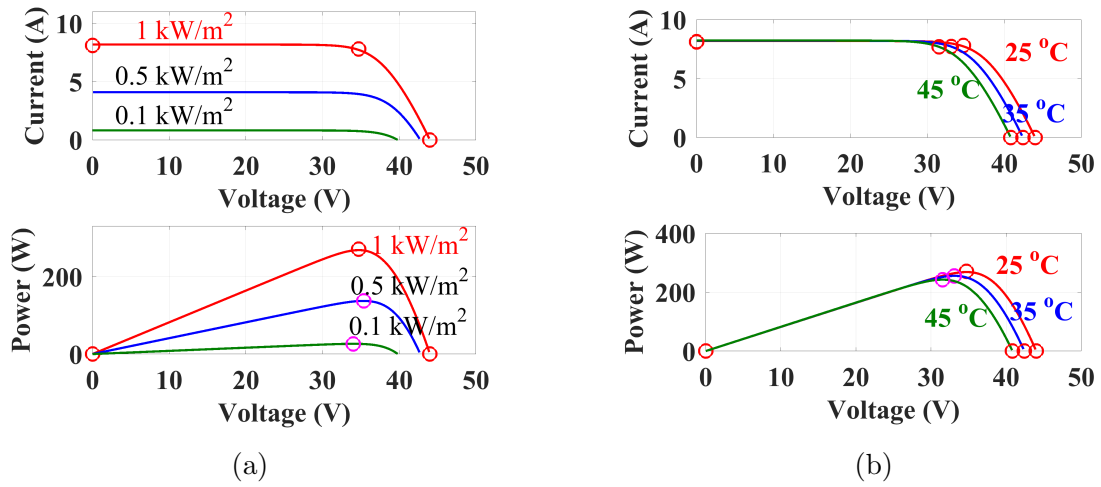 Current (A)
10
5
0
1 kW/m²
0.5 kW/m²
0.1 kW/m²
0 10 20 30 40 50
Voltage (V)
Power (W)
200
0
1 kW/m²
0.5 kW/m²
0.1 kW/m²
0 10 20 30 40 50
Voltage (V)
(a)
Current (A)
10
5
0
25 °C
45 °C
35 °C
0 10 20 30 40 50
Voltage (V)
Power (W)
400
200
0
25 °C
35 °C
45 °C
0 10 20 30 40 50
Voltage (V)
(b)